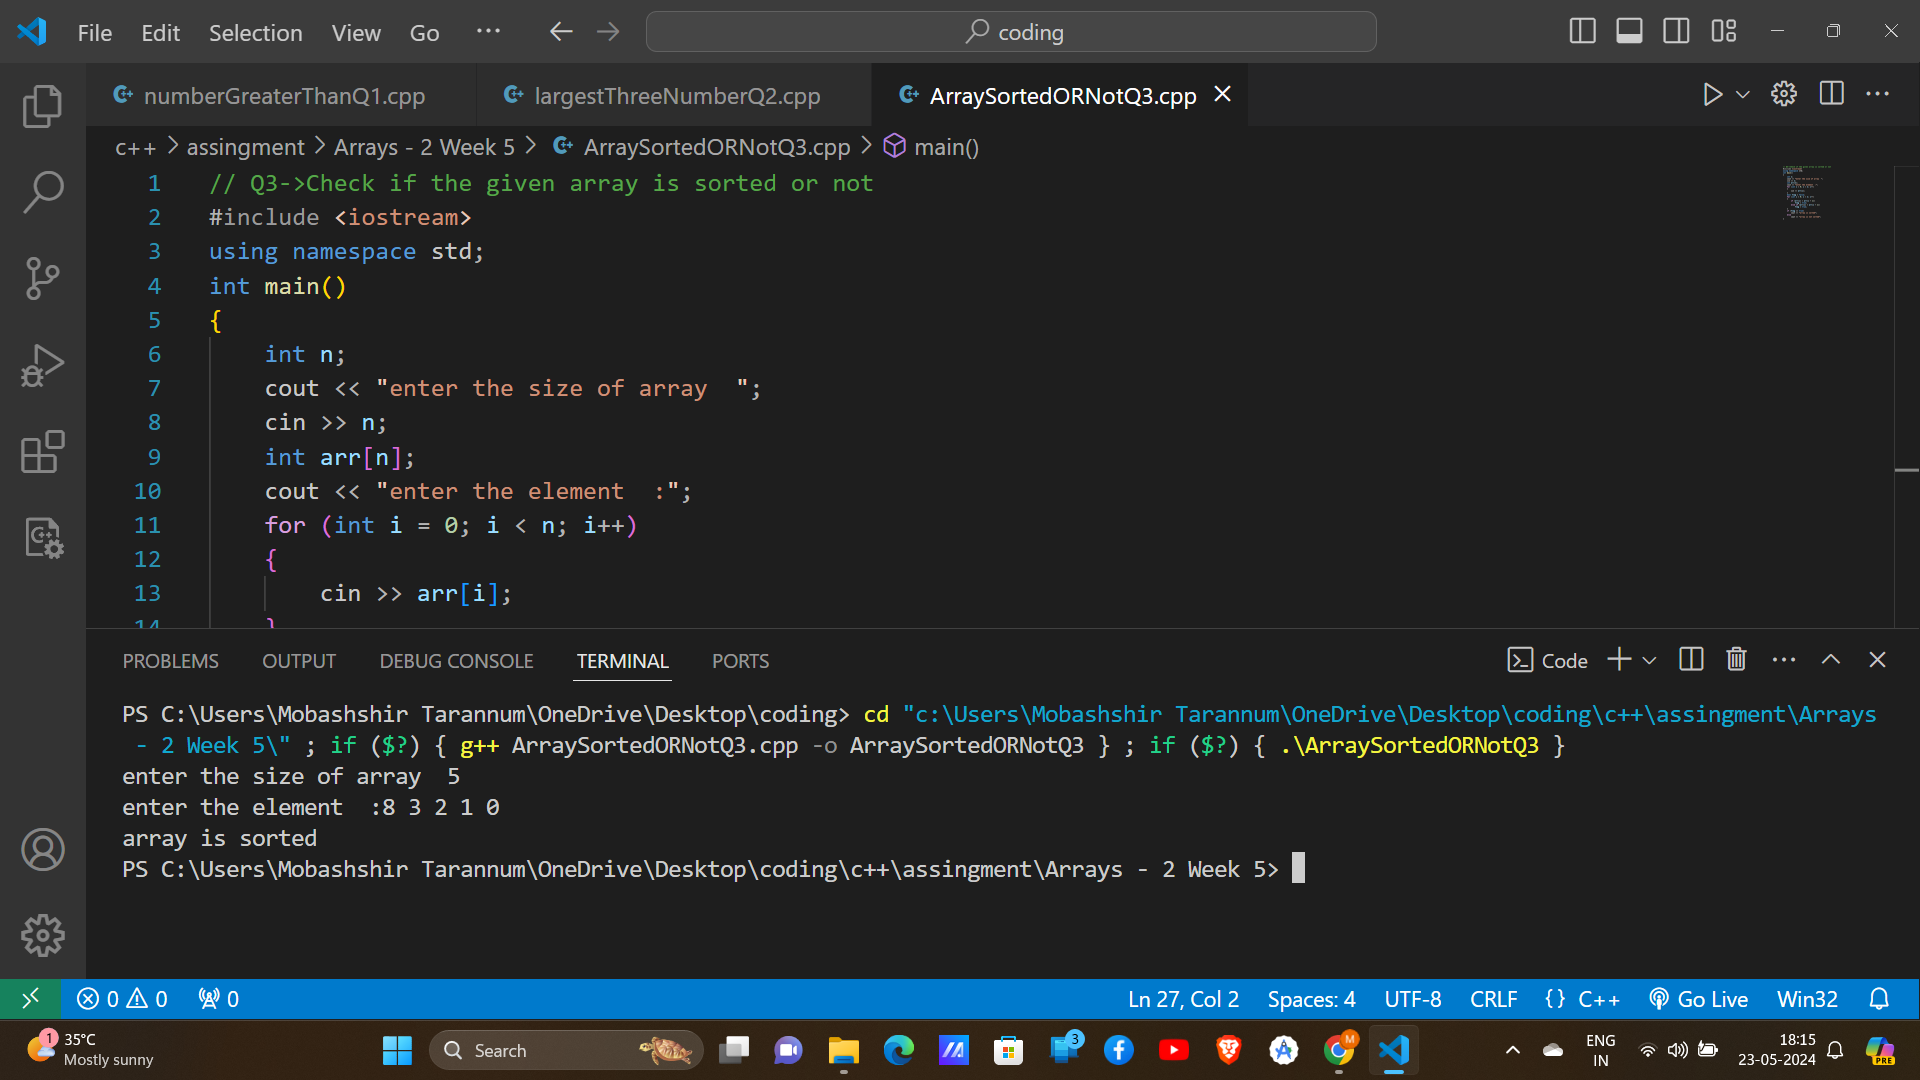 File Edit Selection View Go ··· coding
numberGreaterThanQ1.cpp largestThreeNumberQ2.cpp ArraySortedORNotQ3.cpp
c++ > assingment > Arrays - 2 Week 5 > ArraySortedORNotQ3.cpp > main()
1 // Q3->Check if the given array is sorted or not
2 #include <iostream>
3 using namespace std;
4 int main()
5 {
6 int n;
7 cout << "enter the size of array  ";
8 cin >> n;
9 int arr[n];
10 cout << "enter the element  :";
11 for (int i = 0; i < n; i++)
12 {
13 cin >> arr[i];
14 }
PROBLEMS OUTPUT DEBUG CONSOLE TERMINAL PORTS Code
PS C:\Users\Mobashshir Tarannum\OneDrive\Desktop\coding> cd "c:\Users\Mobashshir Tarannum\OneDrive\Desktop\coding\c++\assingment\Arrays
- 2 Week 5\" ; if ($?) { g++ ArraySortedORNotQ3.cpp -o ArraySortedORNotQ3 } ; if ($?) { .\ArraySortedORNotQ3 }
enter the size of array  5
enter the element  :8 3 2 1 0
array is sorted
PS C:\Users\Mobashshir Tarannum\OneDrive\Desktop\coding\c++\assingment\Arrays - 2 Week 5>
0 0 0 Ln 27, Col 2 Spaces: 4 UTF-8 CRLF {} C++ Go Live Win32
1 35°C Search 3 M ENG 18:15
Mostly sunny IN 23-05-2024 PRE